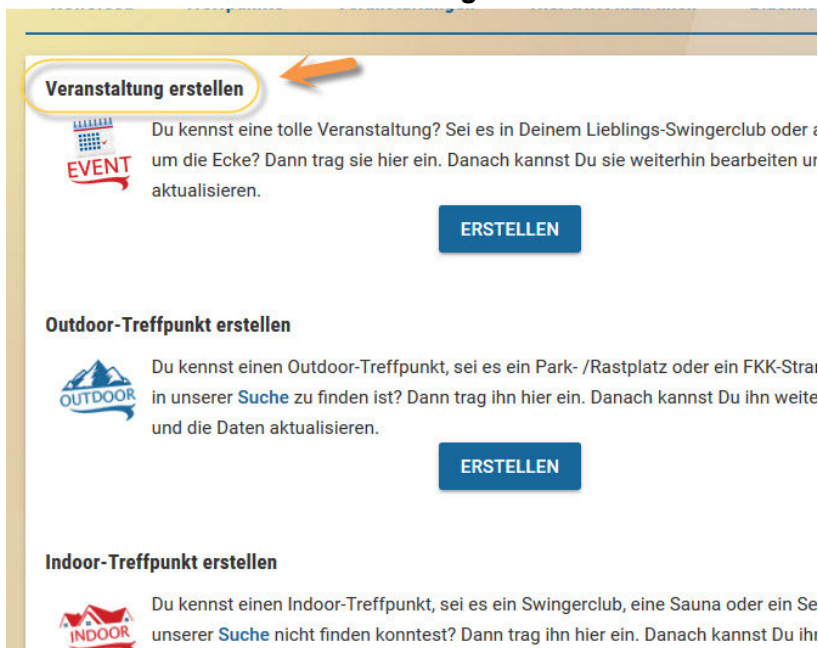 Veranstaltung erstellen
EVENT
Du kennst eine tolle Veranstaltung? Sei es in Deinem Lieblings-Swingerclub oder
um die Ecke? Dann trag sie hier ein. Danach kannst Du sie weiterhin bearbeiten
aktualisieren.
ERSTELLEN
Outdoor-Treffpunkt erstellen
OUTDOOR
Du kennst einen Outdoor-Treffpunkt, sei es ein Park- /Rastplatz oder ein
in unserer Suche zu finden ist? Dann trag ihn hier ein. Danach kannst Du ihn
und die Daten aktualisieren.
ERSTELLEN
Indoor-Treffpunkt erstellen
INDOOR
Du kennst einen Indoor-Treffpunkt, sei es ein Swingerclub, eine Sauna oder ein
unserer Suche nicht finden konntest? Dann trag ihn hier ein. Danach kannst Du